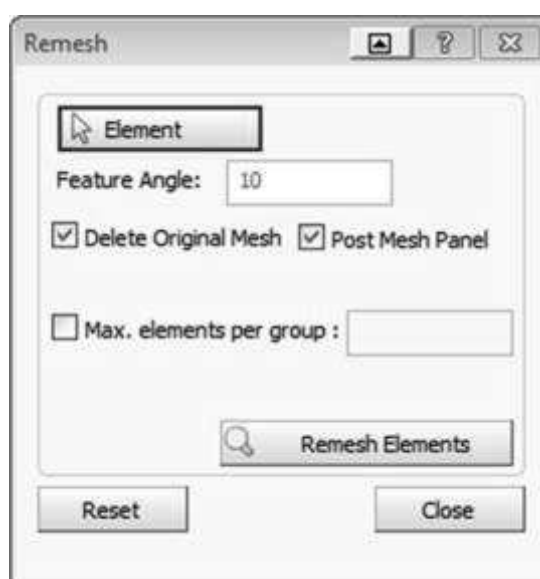 Remesh
Element
Feature Angle: 10
Delete Original Mesh Post Mesh Panel
Max. elements per group :
Remesh Elements
Reset Close